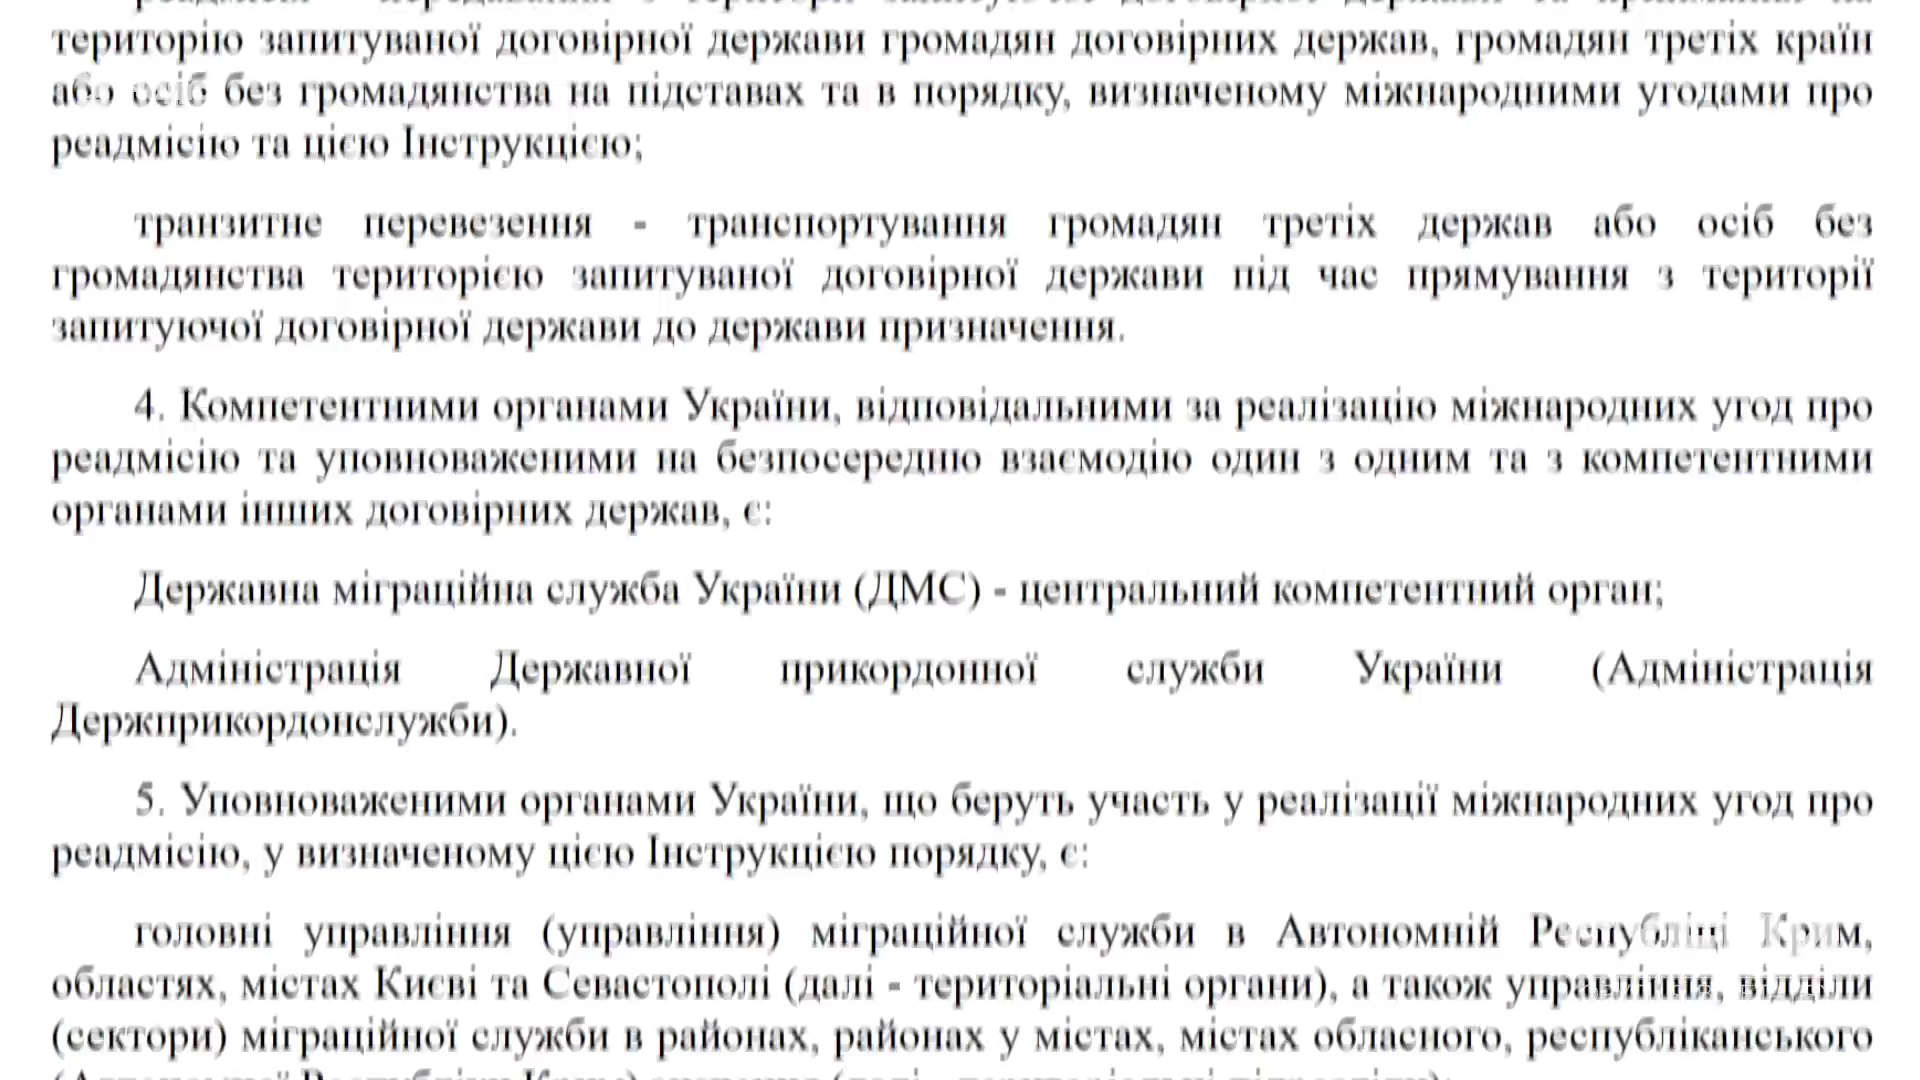 територію запитуваної договірної держави громадян договірних держав, громадян третіх країн
або осіб без громадянства на підставах та в порядку, визначеному міжнародними угодами про
реадмісію та цією Інструкцією;
транзитне перевезення - транспортування громадян третіх держав або осіб без
громадянства територією запитуваної договірної держави під час прямування з території
запитуючої договірної держави до держави призначення.
4. Компетентними органами України, відповідальними за реалізацію міжнародних угод про
реадмісію та уповноваженими на безпосередню взаємодію один з одним та з компетентними
органами інших договірних держав, є:
Державна міграційна служба України (ДМС) - центральний компетентний орган;
Адміністрація Державної прикордонної служби України (Адміністрація
Держприкордонслужби).
5. Уповноваженими органами України, що беруть участь у реалізації міжнародних угод про
реадмісію, у визначеному цією Інструкцією порядку, є:
головні управління (управління) міграційної служби в Автономній Республіці Крим,
областях, містах Києві та Севастополі (далі - територіальні органи), а також управління, відділи
(сектори) міграційної служби в районах, районах у містах, містах обласного, республіканського